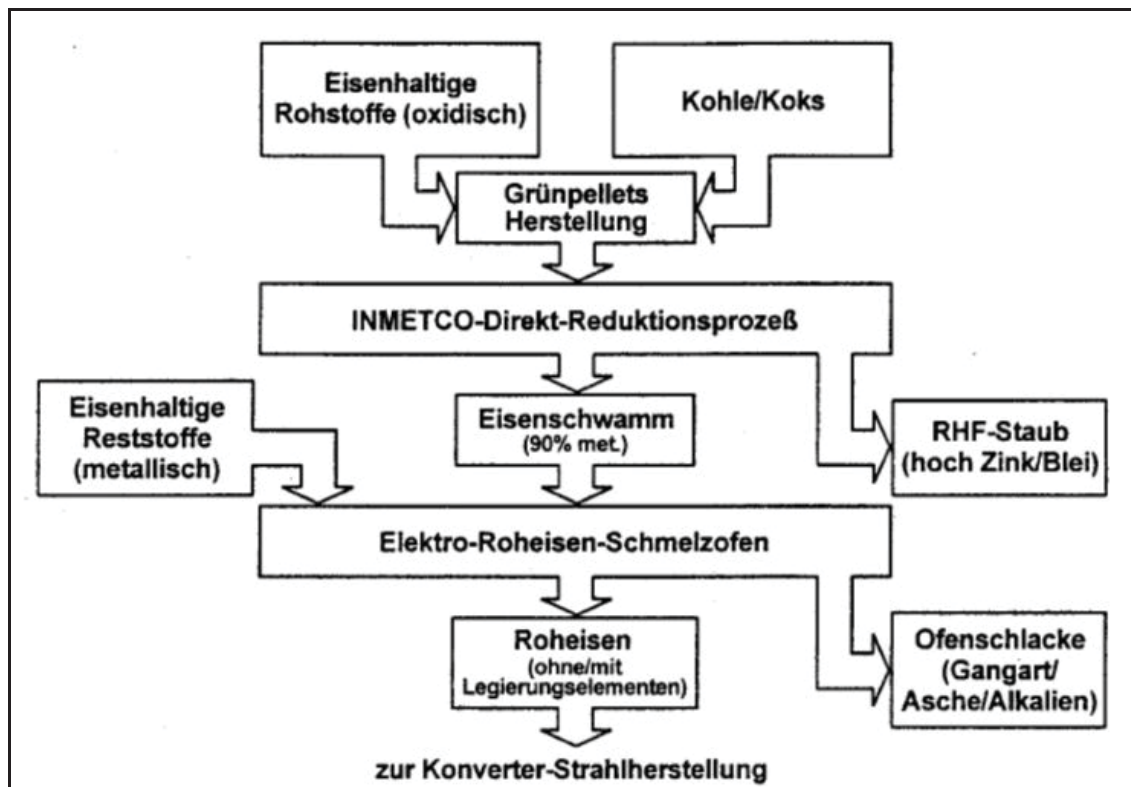 Eisenhaltige
Rohstoffe (oxidisch)
Kohle/Koks
Grünpellets
Herstellung
INMETCO-Direkt-Reduktionsprozeß
Eisenhaltige
Reststoffe
(metallisch)
Eisenschwamm
(90% met.)
RHF-Staub
(hoch Zink/Blei)
Elektro-Roheisen-Schmelzofen
Roheisen
(ohne/mit
Legierungselementen)
Ofenschlacke
(Gangart/
Asche/Alkalien)
zur Konverter-Strahlherstellung